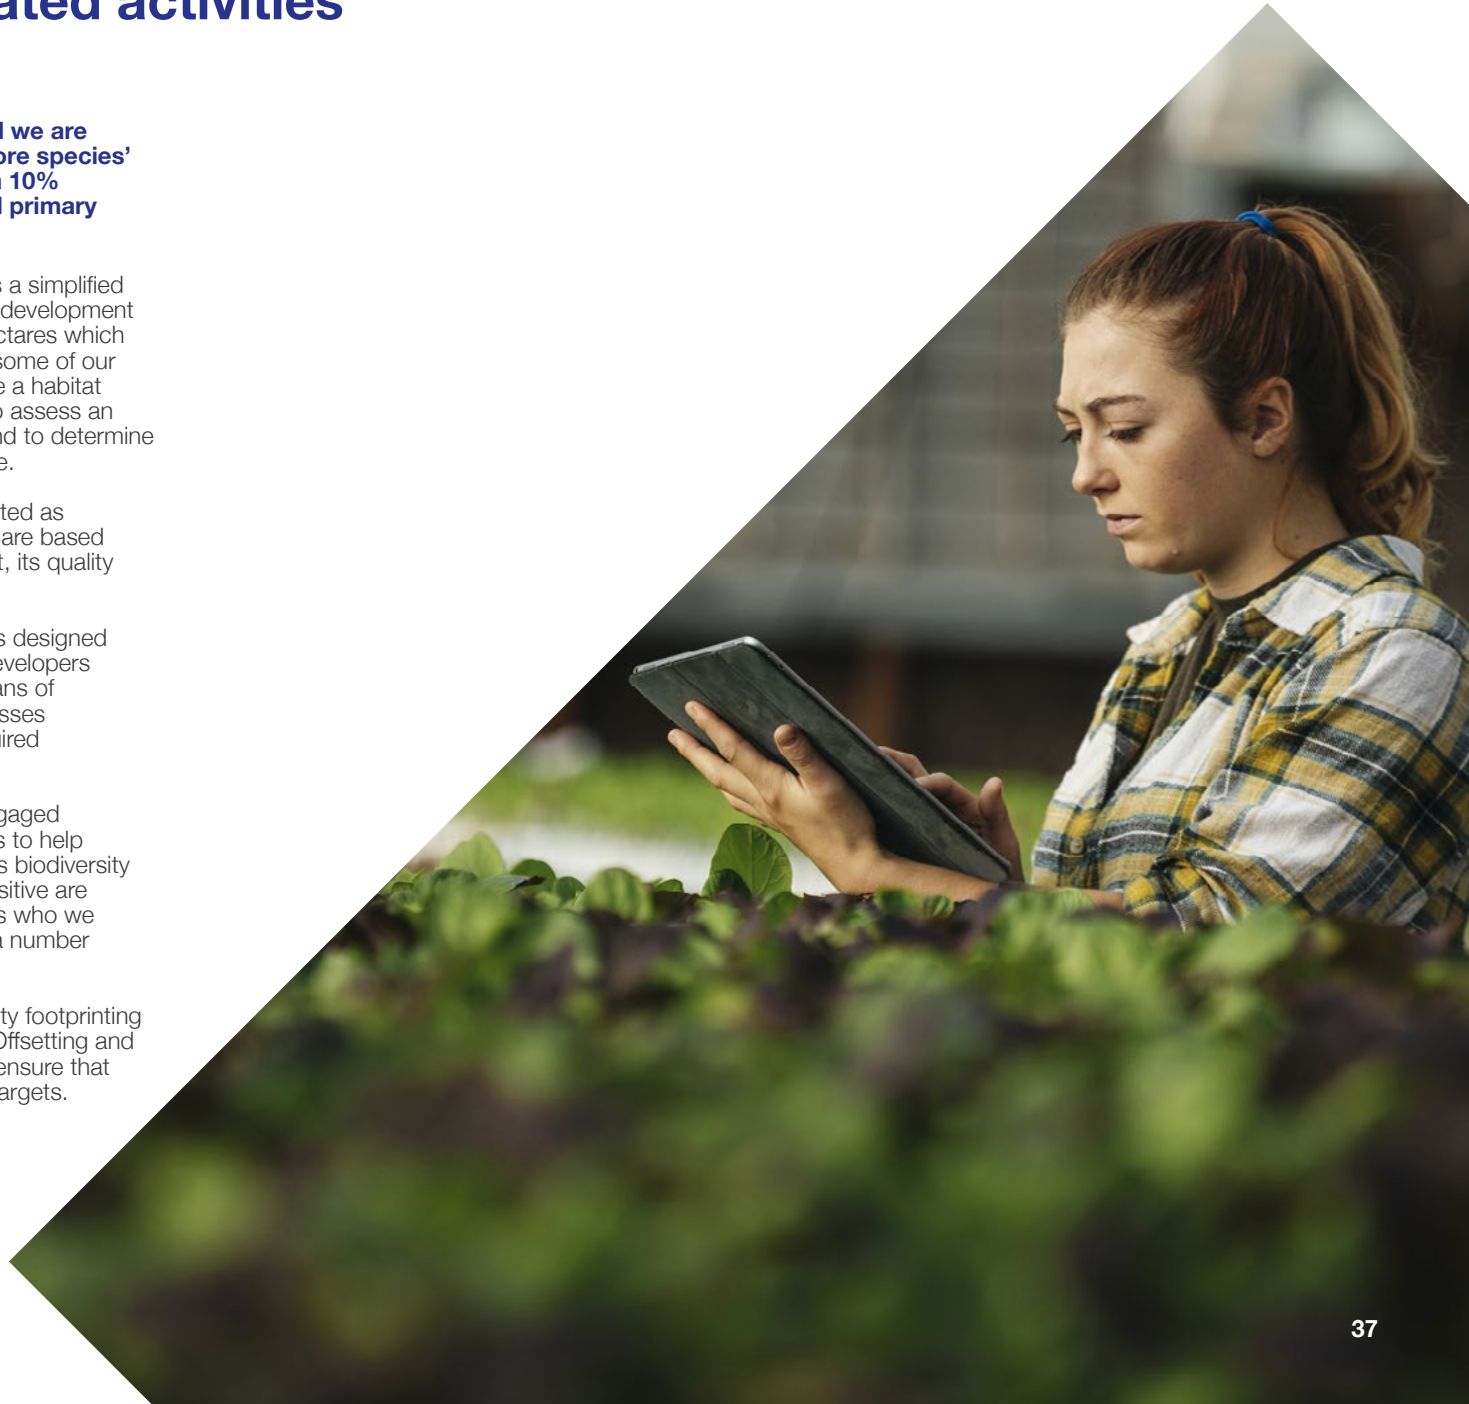 ated activities
we are
ore species’
10%
primary
a simplified
development
ctares which
some of our
e a habitat
o assess an
nd to determine
e.
ted as
are based
t, its quality
s designed
evelopers
ans of
sses
ired
gaged
s to help
s biodiversity
sitive are
s who we
a number
ty footprinting
Offsetting and
ensure that
argets.
37